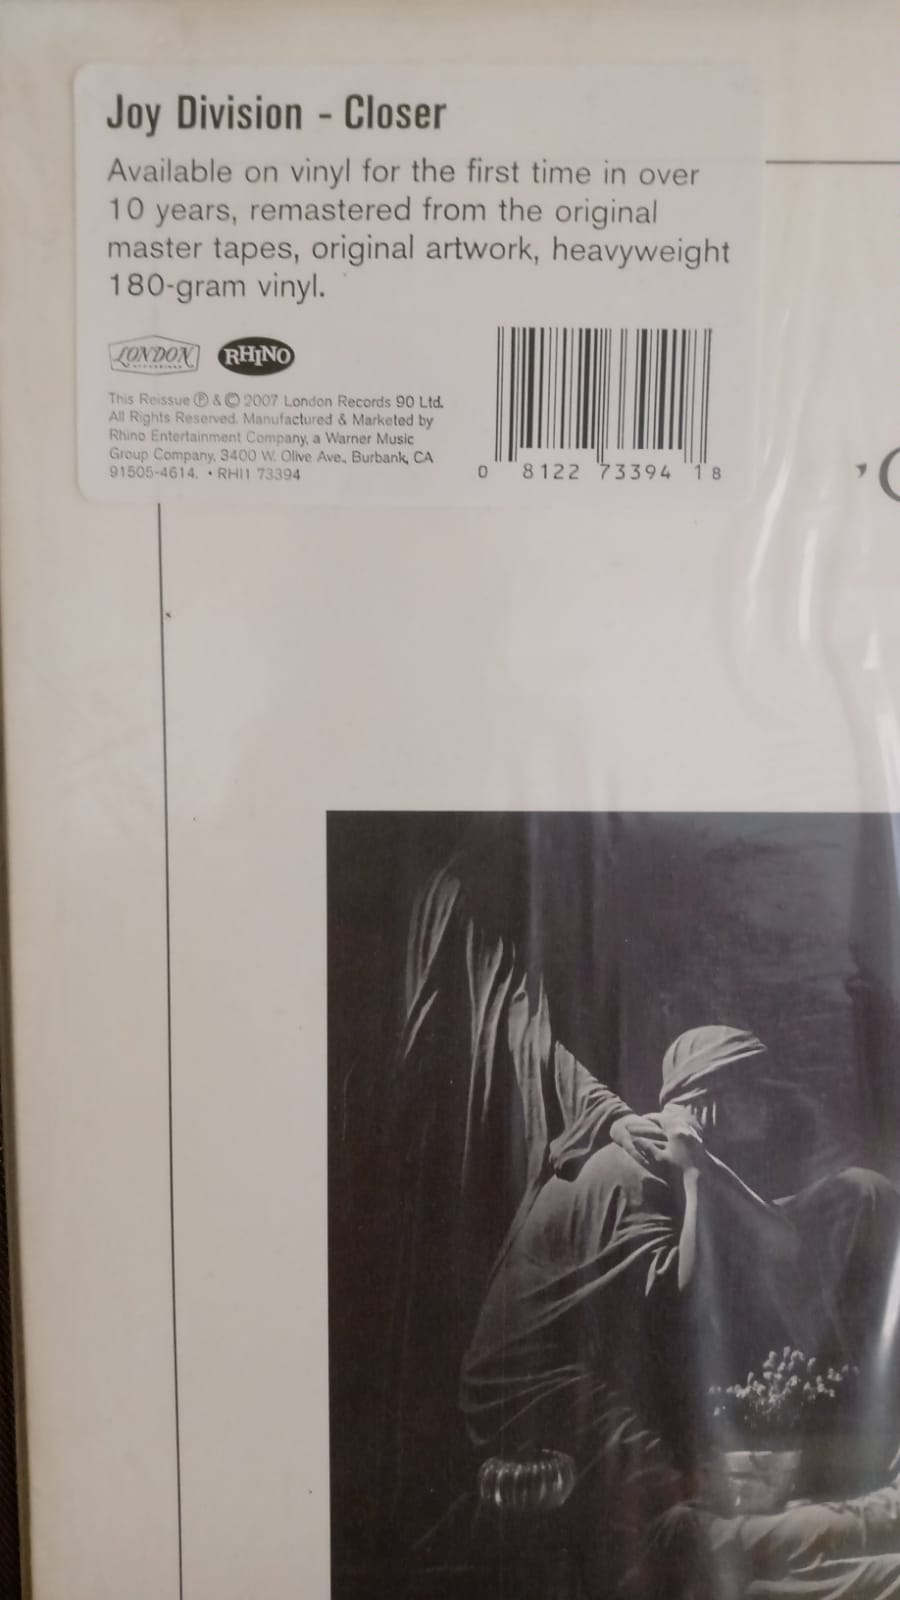 Joy Division - Closer
Available on vinyl for the first time in over
10 years, remastered from the original
master tapes, original artwork, heavyweight
180-gram vinyl.
LONDON RHINO
This Reissue ℗ & © 2007 London Records 90 Ltd.
All Rights Reserved. Manufactured & Marketed by
Rhino Entertainment Company, a Warner Music
Group Company, 3400 W. Olive Ave., Burbank, CA
91505-4614. • RHI1 73394
0 8122 73394 1 8